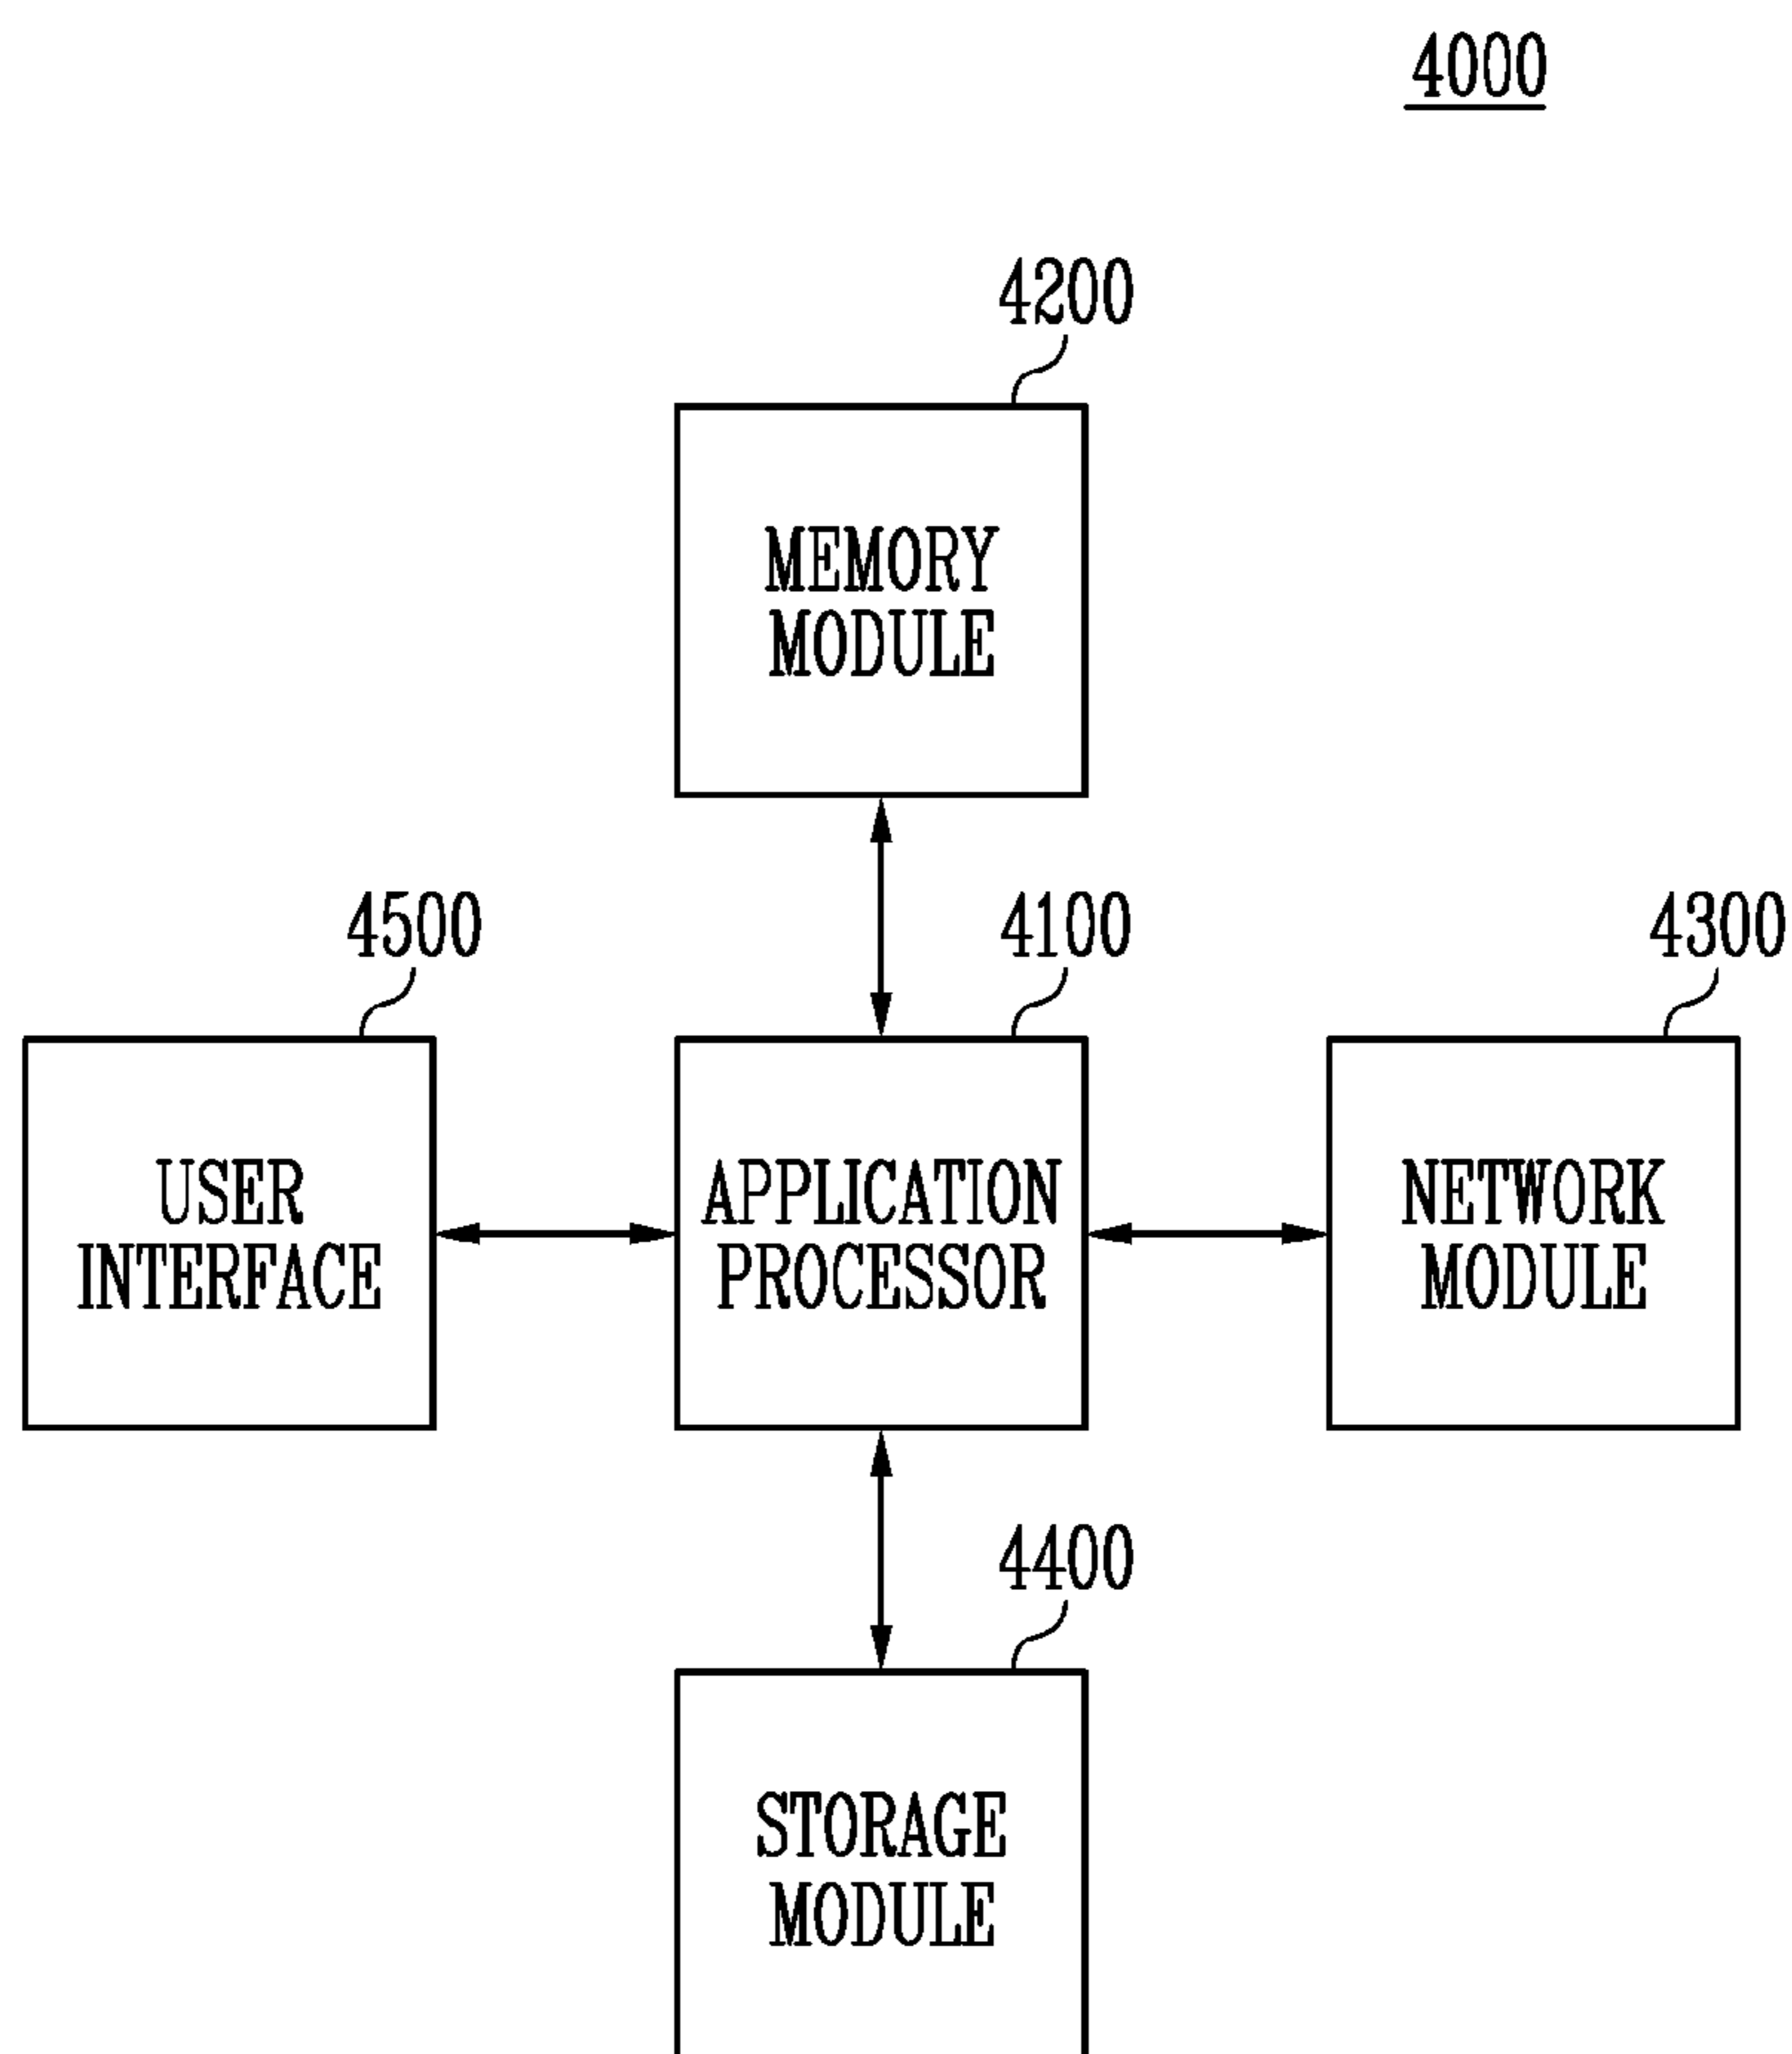 4000
4200
MEMORY
MODULE
4500
4100
4300
USER
INTERFACE
APPLICATION
PROCESSOR
NETWORK
MODULE
4400
STORAGE
MODULE